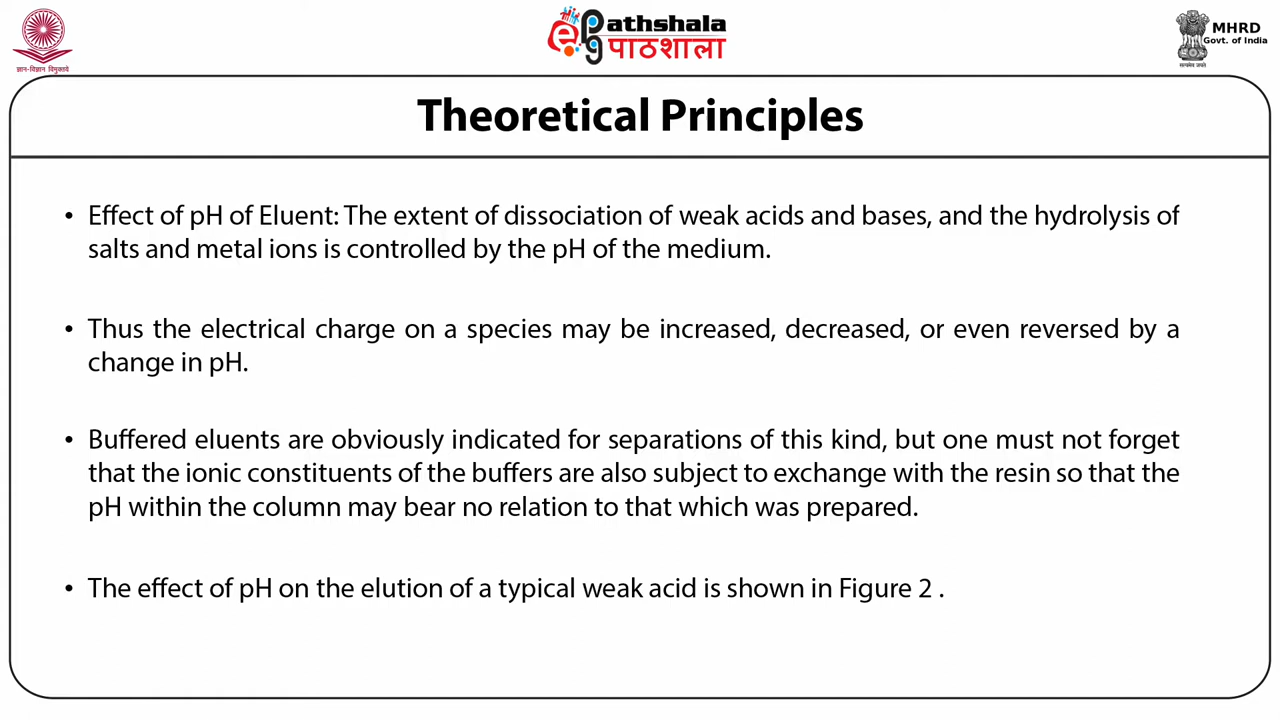 ज्ञान-विज्ञान विमुक्तये
ePathshala
पाठशाला
MHRD
Govt. of India
सत्यमेव जयते
Theoretical Principles
• Effect of pH of Eluent: The extent of dissociation of weak acids and bases, and the hydrolysis of
salts and metal ions is controlled by the pH of the medium.
• Thus the electrical charge on a species may be increased, decreased, or even reversed by a
change in pH.
• Buffered eluents are obviously indicated for separations of this kind, but one must not forget
that the ionic constituents of the buffers are also subject to exchange with the resin so that the
pH within the column may bear no relation to that which was prepared.
• The effect of pH on the elution of a typical weak acid is shown in Figure 2 .